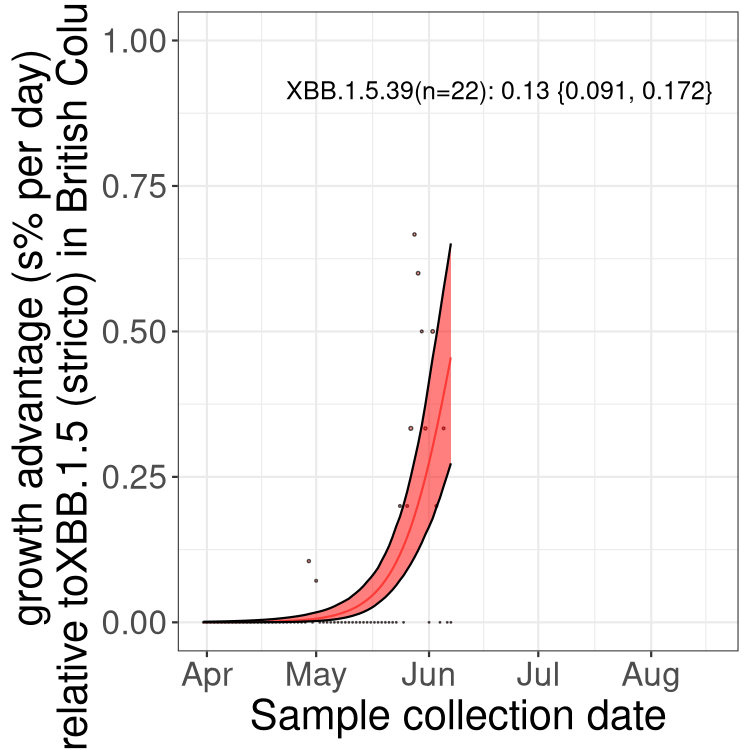 growth advantage (s% per day)
relative toXBB.1.5 (stricto) in British Colu
1.00
0.75
0.50
0.25
0.00
XBB.1.5.39(n=22): 0.13 {0.091, 0.172}
Apr May Jun Jul Aug
Sample collection date